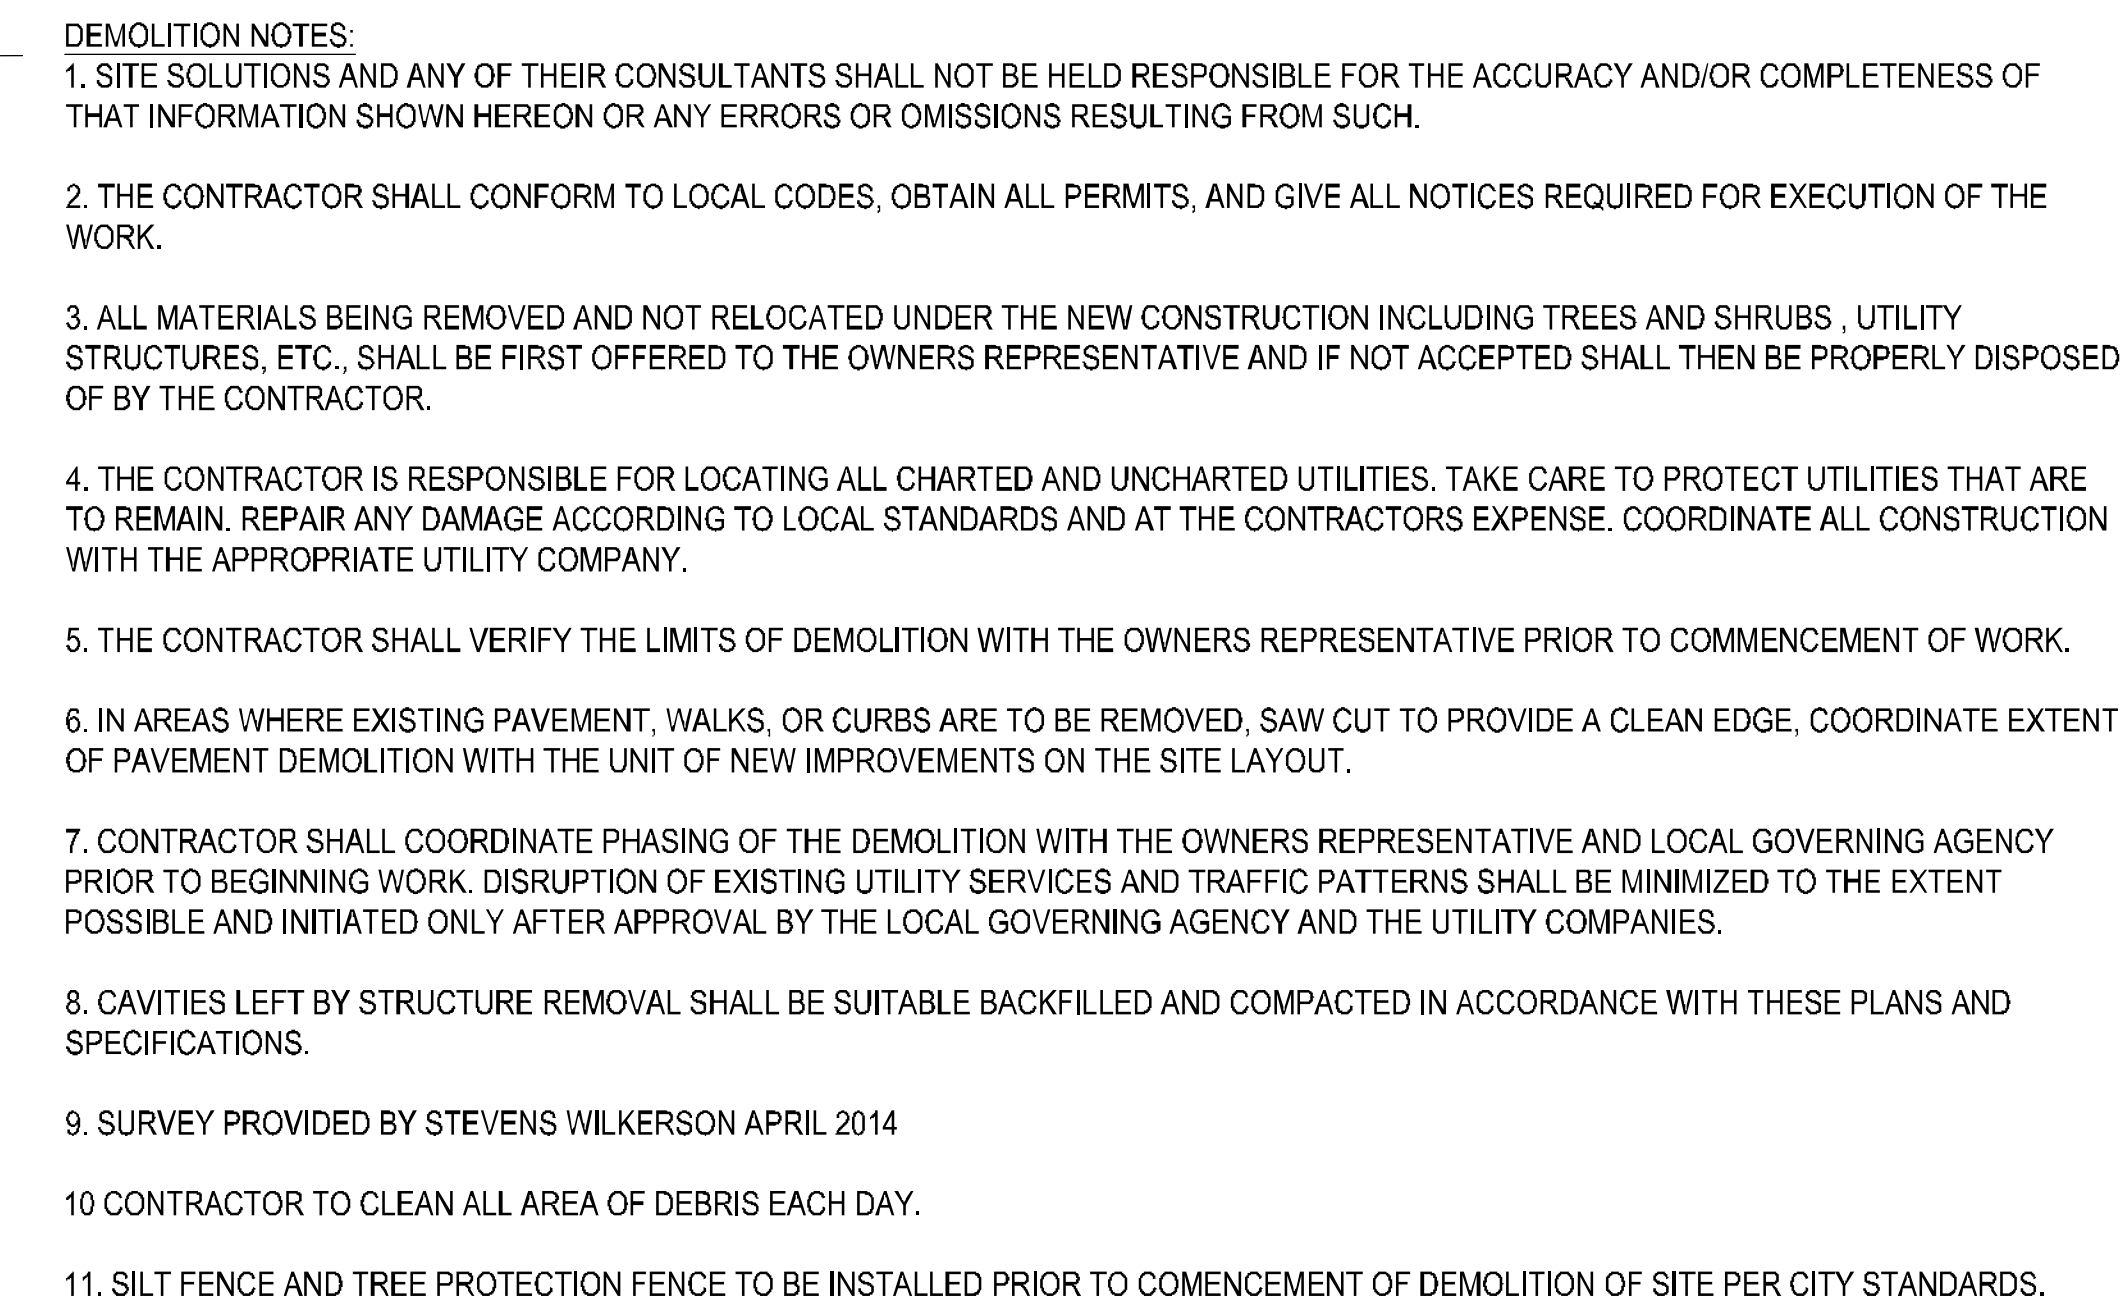 DEMOLITION NOTES:
1. SITE SOLUTIONS AND ANY OF THEIR CONSULTANTS SHALL NOT BE HELD RESPONSIBLE FOR THE ACCURACY AND/OR COMPLETENESS OF
THAT INFORMATION SHOWN HEREON OR ANY ERRORS OR OMISSIONS RESULTING FROM SUCH.
2. THE CONTRACTOR SHALL CONFORM TO LOCAL CODES, OBTAIN ALL PERMITS, AND GIVE ALL NOTICES REQUIRED FOR EXECUTION OF THE
WORK.
3. ALL MATERIALS BEING REMOVED AND NOT RELOCATED UNDER THE NEW CONSTRUCTION INCLUDING TREES AND SHRUBS , UTILITY
STRUCTURES, ETC., SHALL BE FIRST OFFERED TO THE OWNERS REPRESENTATIVE AND IF NOT ACCEPTED SHALL THEN BE PROPERLY DISPOSED
OF BY THE CONTRACTOR.
4. THE CONTRACTOR IS RESPONSIBLE FOR LOCATING ALL CHARTED AND UNCHARTED UTILITIES. TAKE CARE TO PROTECT UTILITIES THAT ARE
TO REMAIN. REPAIR ANY DAMAGE ACCORDING TO LOCAL STANDARDS AND AT THE CONTRACTORS EXPENSE. COORDINATE ALL CONSTRUCTION
WITH THE APPROPRIATE UTILITY COMPANY.
5. THE CONTRACTOR SHALL VERIFY THE LIMITS OF DEMOLITION WITH THE OWNERS REPRESENTATIVE PRIOR TO COMMENCEMENT OF WORK.
6. IN AREAS WHERE EXISTING PAVEMENT, WALKS, OR CURBS ARE TO BE REMOVED, SAW CUT TO PROVIDE A CLEAN EDGE, COORDINATE EXTENT
OF PAVEMENT DEMOLITION WITH THE UNIT OF NEW IMPROVEMENTS ON THE SITE LAYOUT.
7. CONTRACTOR SHALL COORDINATE PHASING OF THE DEMOLITION WITH THE OWNERS REPRESENTATIVE AND LOCAL GOVERNING AGENCY
PRIOR TO BEGINNING WORK. DISRUPTION OF EXISTING UTILITY SERVICES AND TRAFFIC PATTERNS SHALL BE MINIMIZED TO THE EXTENT
POSSIBLE AND INITIATED ONLY AFTER APPROVAL BY THE LOCAL GOVERNING AGENCY AND THE UTILITY COMPANIES.
8. CAVITIES LEFT BY STRUCTURE REMOVAL SHALL BE SUITABLE BACKFILLED AND COMPACTED IN ACCORDANCE WITH THESE PLANS AND
SPECIFICATIONS.
9. SURVEY PROVIDED BY STEVENS WILKERSON APRIL 2014
10 CONTRACTOR TO CLEAN ALL AREA OF DEBRIS EACH DAY.
11. SILT FENCE AND TREE PROTECTION FENCE TO BE INSTALLED PRIOR TO COMENCEMENT OF DEMOLITION OF SITE PER CITY STANDARDS.